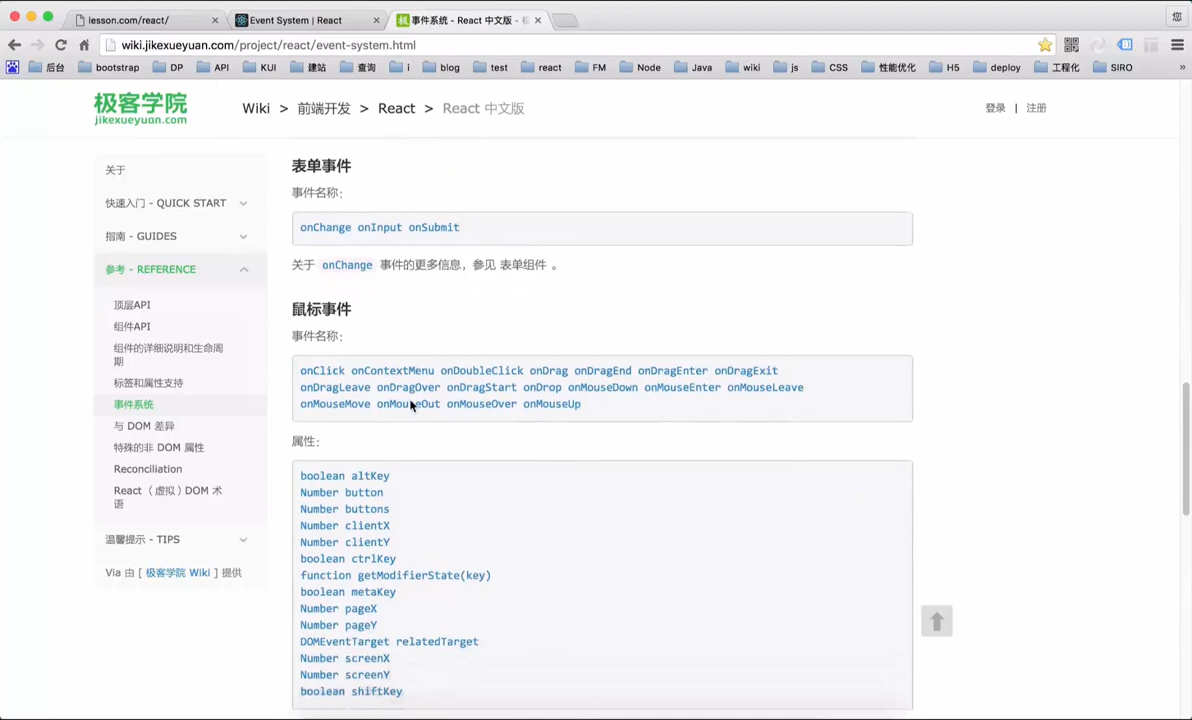 lesson.com/react/
Event System | React
事件系统 - React 中文版 -
您
wiki.jikexueyuan.com/project/react/event-system.html
后台 bootstrap DP API KUI 建站 查询 i blog test react FM Node Java wiki js CSS 性能优化 H5 deploy 工程化 SIRO »
极客学院
jikexueyuan.com
Wiki > 前端开发 > React > React 中文版
登录 | 注册
关于
快速入门 - QUICK START
指南 - GUIDES
参考 - REFERENCE
顶层API
组件API
组件的详细说明和生命周
期
标签和属性支持
事件系统
与 DOM 差异
特殊的非 DOM 属性
Reconciliation
React （虚拟）DOM 术
语
温馨提示 - TIPS
Via 由 [ 极客学院 Wiki ] 提供
表单事件
事件名称：
onChange onInput onSubmit
关于 onChange 事件的更多信息，参见 表单组件 。
鼠标事件
事件名称：
onClick onContextMenu onDoubleClick onDrag onDragEnd onDragEnter onDragExit
onDragLeave onDragOver onDragStart onDrop onMouseDown onMouseEnter onMouseLeave
onMouseMove onMouseOut onMouseOver onMouseUp
属性：
boolean altKey
Number button
Number buttons
Number clientX
Number clientY
boolean ctrlKey
function getModifierState(key)
boolean metaKey
Number pageX
Number pageY
DOMEventTarget relatedTarget
Number screenX
Number screenY
boolean shiftKey